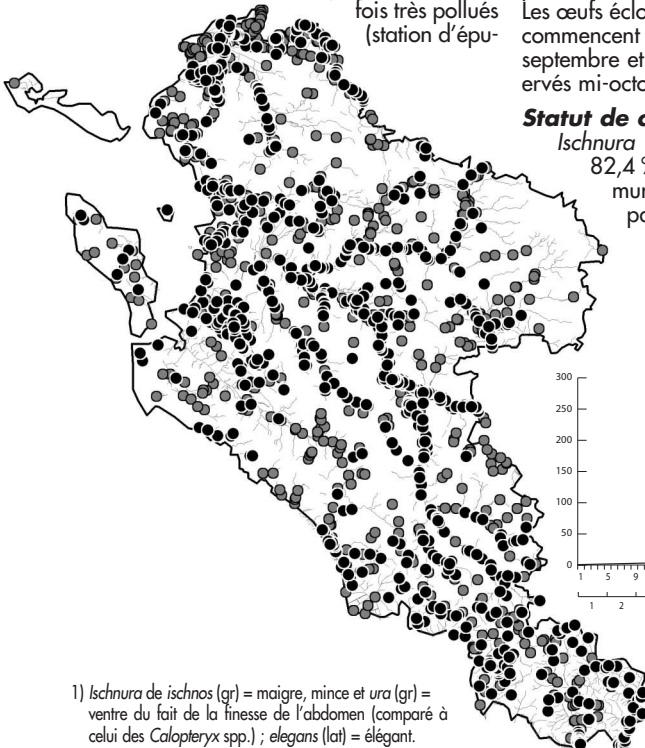 fois très pollués
(station d'épu-
Les œufs éclo
commencent
septembre et
ervés mi-octo
Statut de c
Ischnura
82,4 %
mun
po
300
250
200
150
100
50
0
1 5 9
1 2
1) Ischnura de ischnos (gr) = maigre, mince et ura (gr) =
ventre du fait de la finesse de l'abdomen (comparé à
celui des Calopteryx spp.) ; elegans (lat) = élégant.